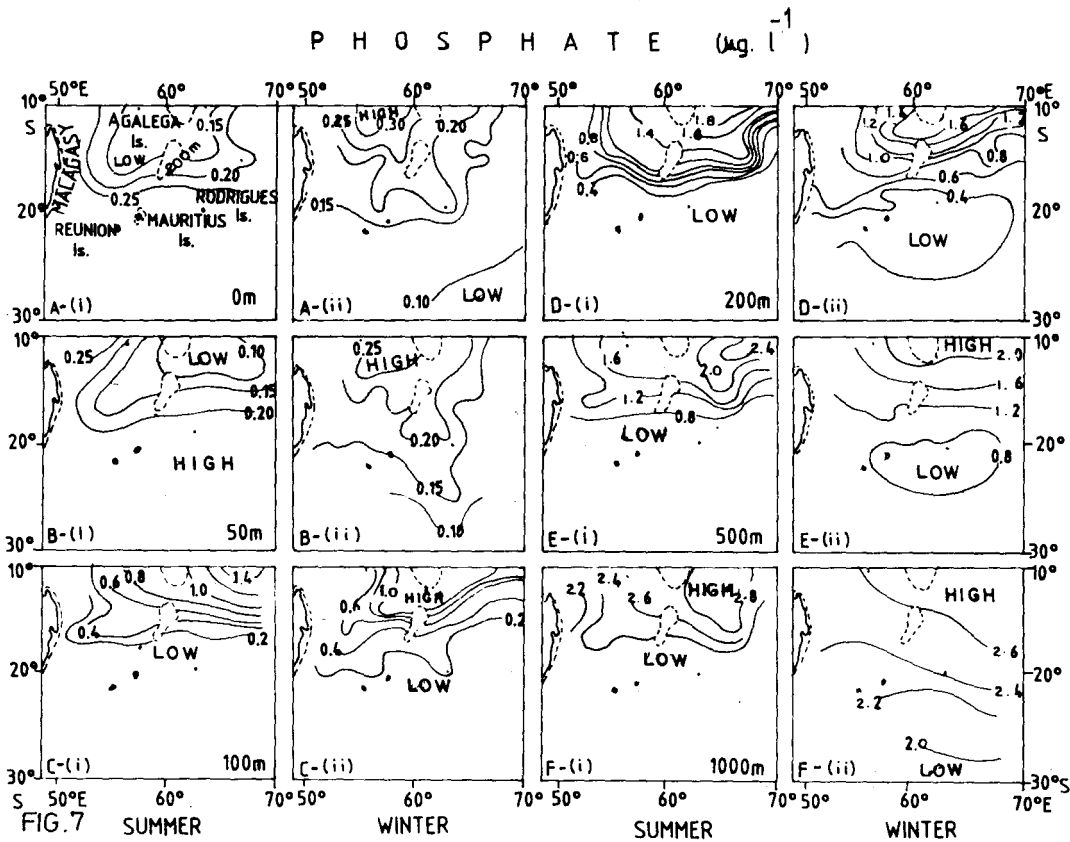 PHOSPHATE (µg. l⁻¹)
50°E 60° 70° 60° 70° 50° 60° 70° 60° 70°E
10° S
MALAGASY
AGALEGA Is.
LOW
200m
0.15
0.20
0.25
RODRIGUES Is.
MAURITIUS Is.
REUNION Is.
20°
30°
A-(i) 0m
0.25
HIGH
0.30
0.20
0.15
0.10
LOW
A-(ii)
0.8
0.6
0.4
1.4
1.6
1.8
LOW
D-(i) 200m
1.2
1.4
1.6
1.0
0.8
0.6
0.4
LOW
D-(ii)
10°
S
20°
30°
10°
0.25
LOW
0.10
0.15
0.20
20°
HIGH
30°
B-(i) 50m
0.25
HIGH
0.20
0.15
0.10
B-(ii)
1.6
2.4
2.0
1.2
0.8
LOW
E-(i) 500m
HIGH
2.0
1.6
1.2
0.8
LOW
E-(ii)
10°
20°
30°
10°
0.6
0.8
1.0
1.4
0.4
0.2
LOW
20°
30°
S
C-(i) 100m
0.6
1.0
HIGH
0.2
0.4
LOW
C-(ii)
22
2.4
2.6
HIGH
2.8
LOW
F-(i) 1000m
HIGH
2.6
2.4
2.2
2.0
LOW
F-(ii)
10°
20°
30°S
50°E 60° 70° 50° 60° 70° 50° 60° 70° 50° 60° 70°E
FIG.7 SUMMER WINTER SUMMER WINTER